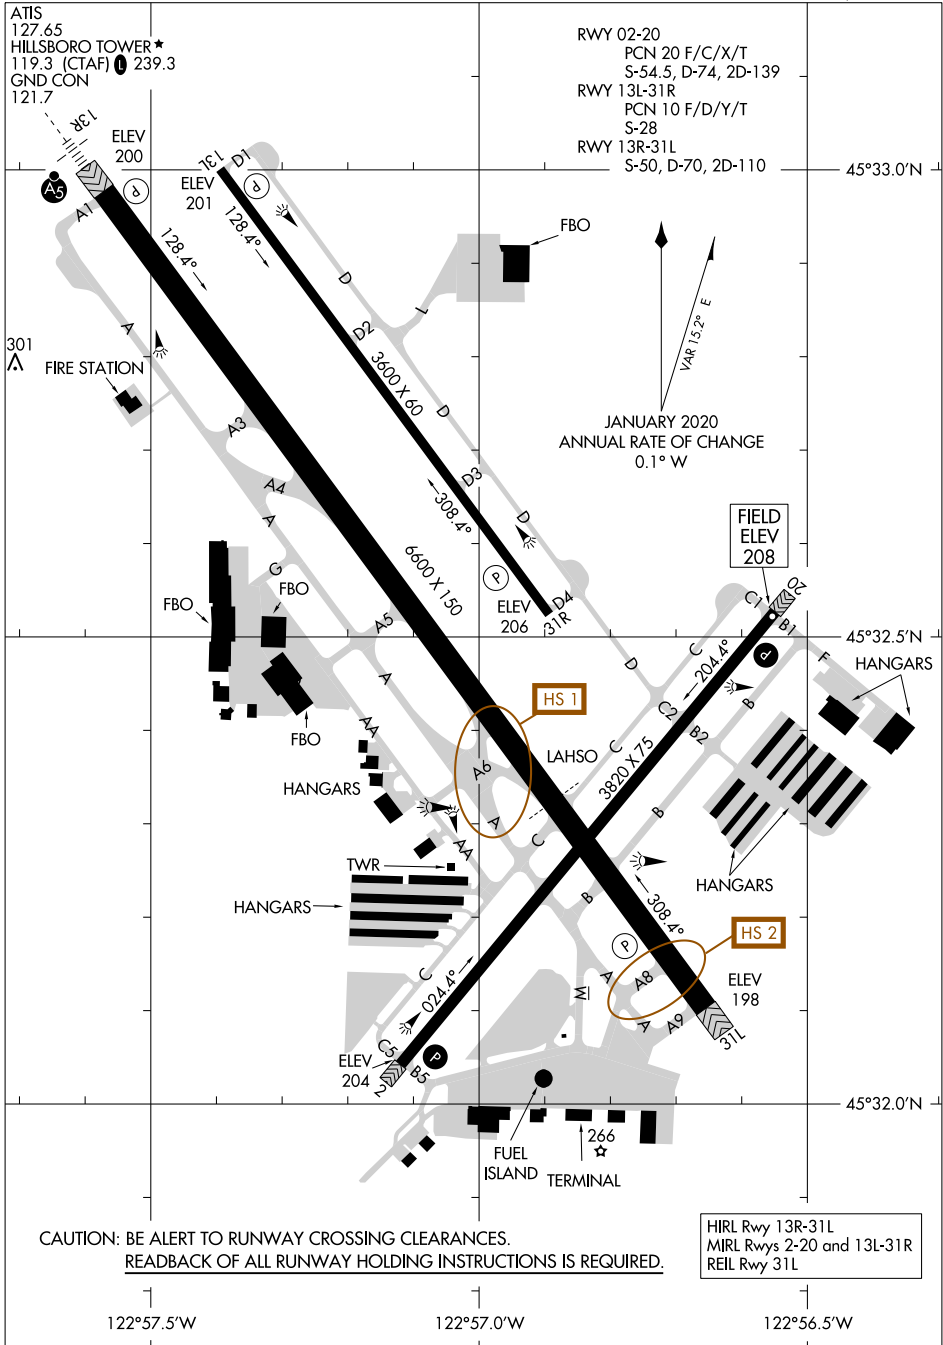 ATIS
127.65
HILLSBORO TOWER★
119.3 (CTAF) L 239.3
GND CON
121.7
RWY 02-20
PCN 20 F/C/X/T
S-54.5, D-74, 2D-139
RWY 13L-31R
PCN 10 F/D/Y/T
S-28
RWY 13R-31L
S-50, D-70, 2D-110
13R
ELEV
200
13L
D1
ELEV
201
45°33.0'N
A5
P
P
A1
128.4°
128.4°
FBO
D
L
VAR 15.2° E
A
D2
301
FIRE STATION
3600 X 60
D
JANUARY 2020
ANNUAL RATE OF CHANGE
0.1° W
A3
A4
D3
308.4°
D
A
FIELD
ELEV
208
6600 X 150
G
FBO
FBO
P
ELEV
206
D4
31R
20
C1
B1
45°32.5'N
A5
C
F
HANGARS
P
D
204.4°
A
HS 1
B
C2
B2
AA
FBO
C
LAHSO
A6
3820 X 75
HANGARS
A
B
C
AA
TWR
HANGARS
HANGARS
B
308.4°
HS 2
P
C
024.4°
A
A8
ELEV
198
W
A
A9
31L
C5
P
ELEV
204
B5
2
45°32.0'N
FUEL
ISLAND
TERMINAL
266
CAUTION: BE ALERT TO RUNWAY CROSSING CLEARANCES.
READBACK OF ALL RUNWAY HOLDING INSTRUCTIONS IS REQUIRED.
HIRL Rwy 13R-31L
MIRL Rwys 2-20 and 13L-31R
REIL Rwy 31L
122°57.5'W
122°57.0'W
122°56.5'W